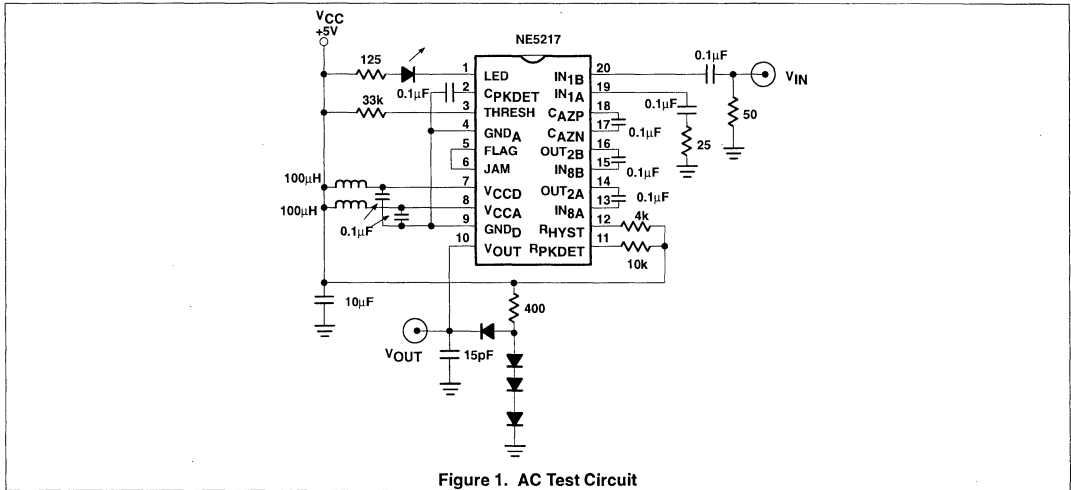 VCC
+5V
NE5217
125
1
LED
0.1μF
2
CPKDET
33k
3
THRESH
4
GNDA
5
FLAG
6
JAM
100μH
7
VCCD
100μH
8
VCCA
0.1μF
9
GNDD
10
VOUT
20
IN1B
0.1μF
VIN
19
IN1A
0.1μF
50
18
CAZP
17
CAZN
0.1μF
25
16
OUT2B
15
IN8B
0.1μF
14
OUT2A
13
IN8A
0.1μF
12
RHYST
4k
11
RPKDET
10k
10μF
400
VOUT
15pF
Figure 1. AC Test Circuit